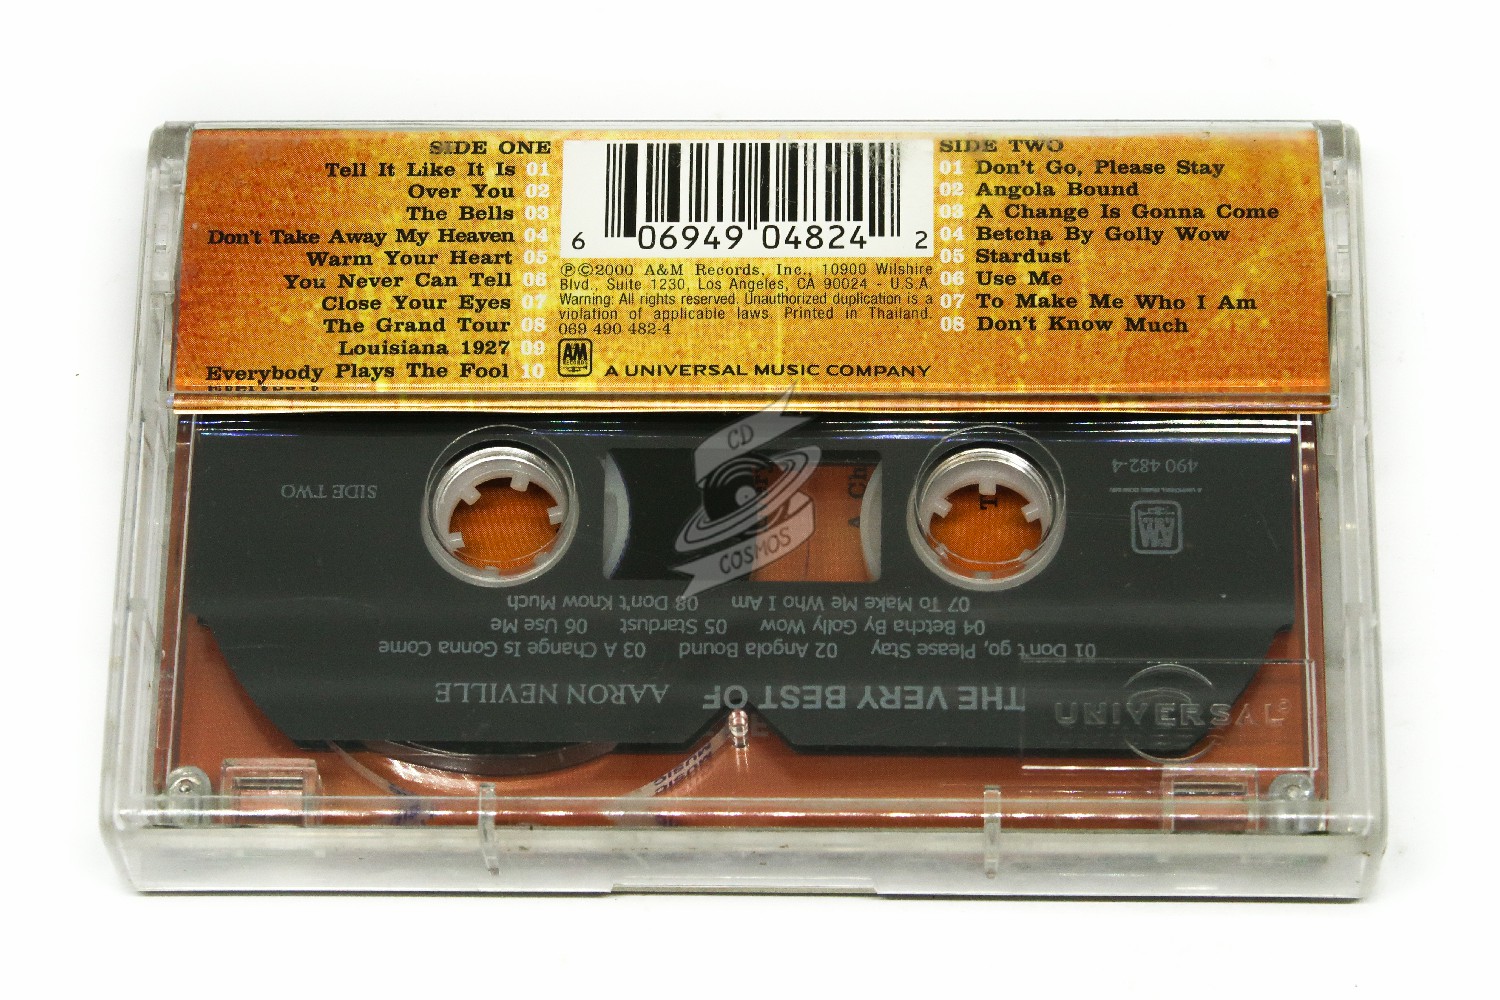 SIDE ONE
Tell It Like It Is 01
Over You 02
The Bells 03
Don't Take Away My Heaven 04
Warm Your Heart 05
You Never Can Tell 06
Close Your Eyes 07
The Grand Tour 08
Louisiana 1927 09
Everybody Plays The Fool 10
6 06949 04824 2
℗©2000 A&M Records, Inc., 10900 Wilshire
Blvd., Suite 1230, Los Angeles, CA 90024 - U.S.A.
Warning: All rights reserved. Unauthorized duplication is a
violation of applicable laws. Printed in Thailand.
069 490 482-4
A&M
A UNIVERSAL MUSIC COMPANY
SIDE TWO
01 Don't Go, Please Stay
02 Angola Bound
03 A Change Is Gonna Come
04 Betcha By Golly Wow
05 Stardust
06 Use Me
07 To Make Me Who I Am
08 Don't Know Much
CD
COSMOS
THE VERY BEST OF AARON NEVILLE
01 Don't go, Please Stay 02 Angola Bound 03 A Change Is Gonna Come
04 Betcha By Golly Wow 05 Stardust 06 Use Me
07 To Make Me Who I Am 08 Don't Know Much
A&M
490 482-4
SIDE TWO
UNIVERSAL